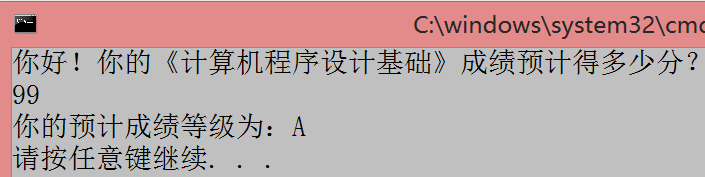 C:\windows\system32\cmd
你好！你的《计算机程序设计基础》成绩预计得多少分？
99
你的预计成绩等级为：A
请按任意键继续. . .